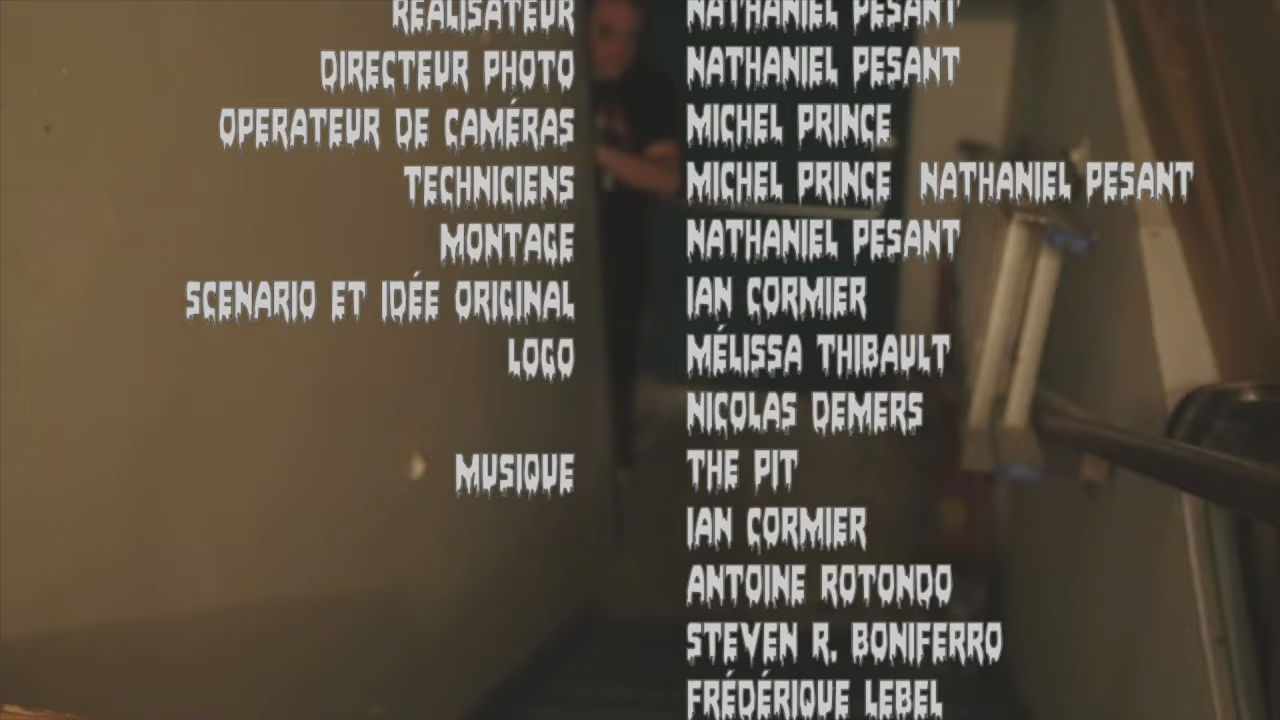 RÉALISATEUR NATHANIEL PESANT
DIRECTEUR PHOTO NATHANIEL PESANT
OPERATEUR DE CAMÉRAS MICHEL PRINCE
TECHNICIENS MICHEL PRINCE NATHANIEL PESANT
MONTAGE NATHANIEL PESANT
SCENARIO ET IDÉE ORIGINAL IAN CORMIER
LOGO MÉLISSA THIBAULT
NICOLAS DEMERS
MUSIQUE THE PIT
IAN CORMIER
ANTOINE ROTONDO
STEVEN R. BONIFERRO
FRÉDÉRIQUE LEBEL